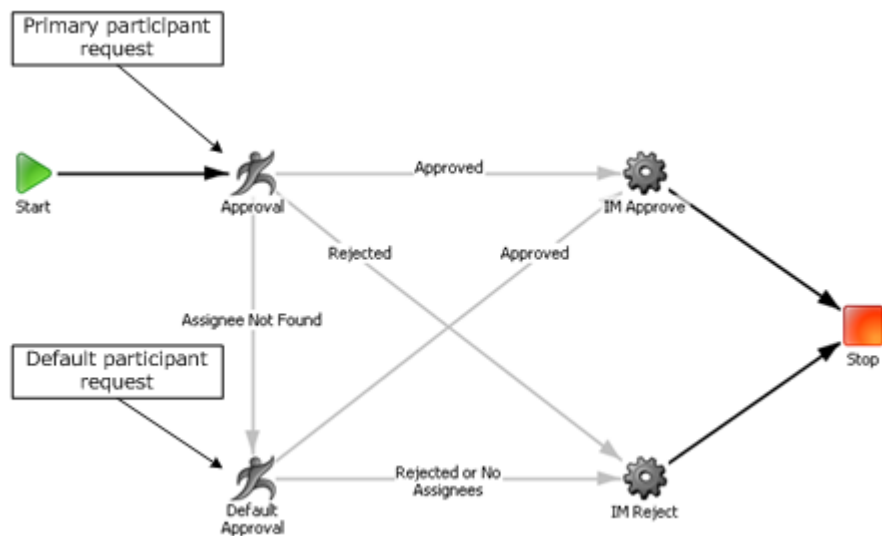 Primary participant
request
Approved
Start
Approval
IM Approve
Rejected
Approved
Assignee Not Found
Default participant
request
Stop
Rejected or No
Assignees
Default
Approval
IM Reject